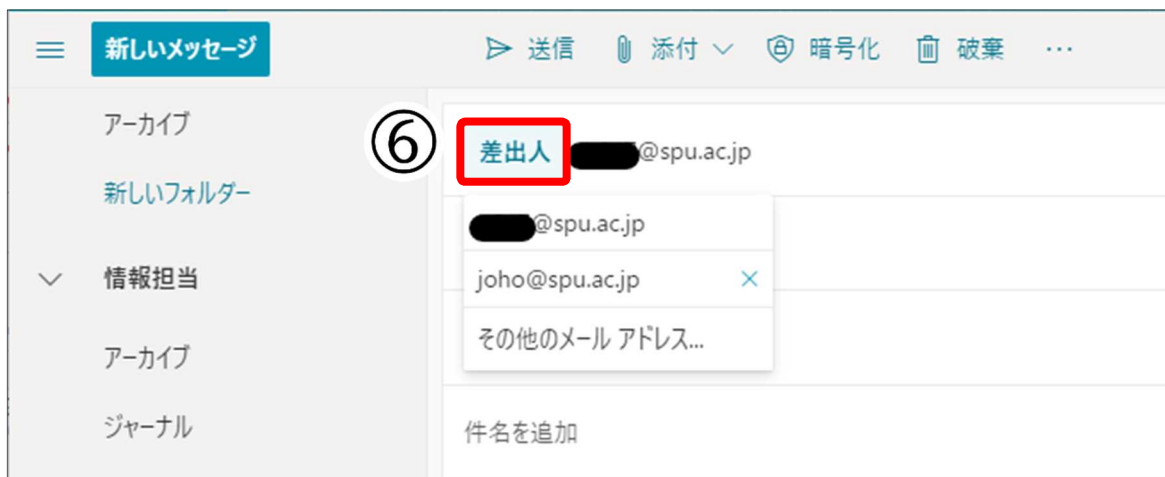 新しいメッセージ
送信 添付 暗号化 破棄 …
アーカイブ
新しいフォルダー
情報担当
アーカイブ
ジャーナル
⑥
差出人 @spu.ac.jp
@spu.ac.jp
joho@spu.ac.jp
その他のメール アドレス...
件名を追加